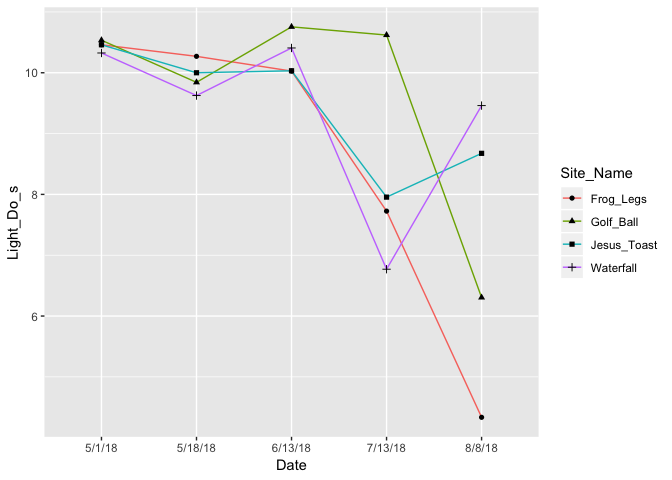 10
8
6
Light_Do_s
5/1/18
5/18/18
6/13/18
7/13/18
8/8/18
Date
Site_Name
Frog_Legs
Golf_Ball
Jesus_Toast
Waterfall